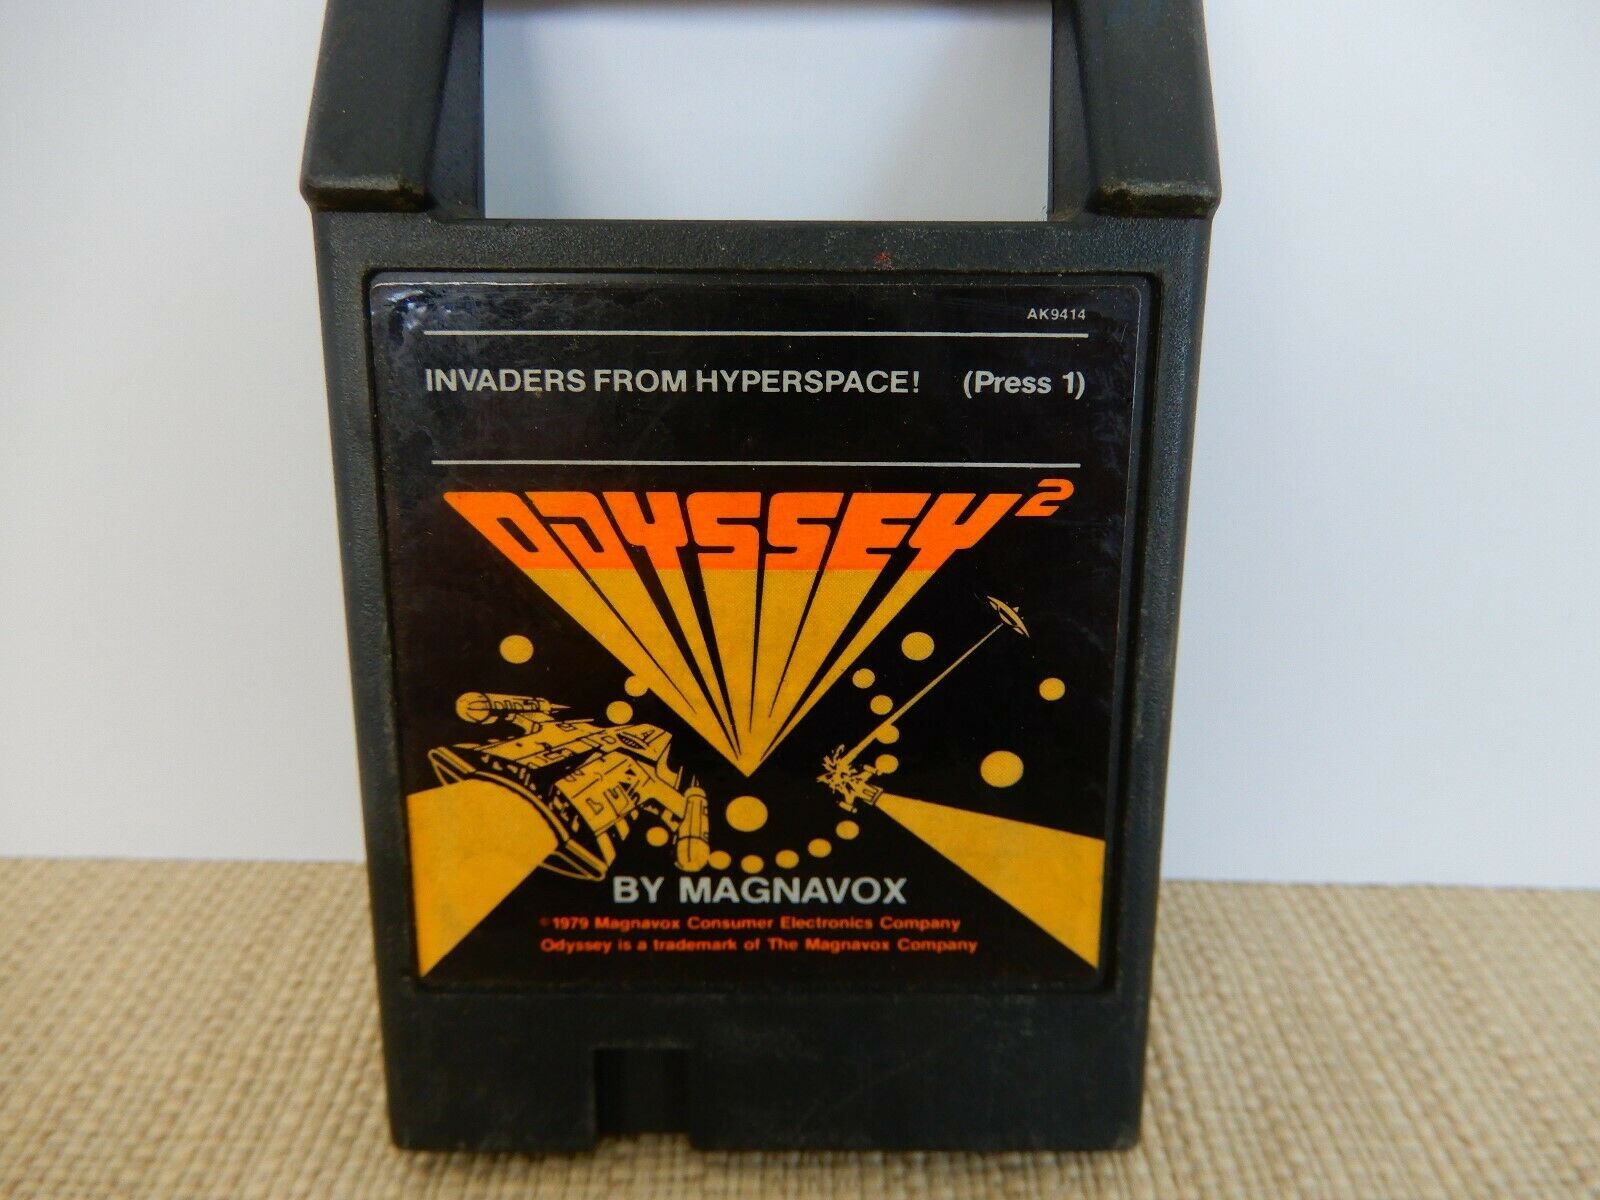 AK9414
INVADERS FROM HYPERSPACE! (Press 1)
ODYSSEY²
BY MAGNAVOX
©1979 Magnavox Consumer Electronics Company
Odyssey is a trademark of The Magnavox Company